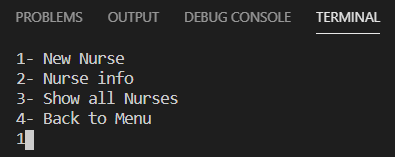 PROBLEMS OUTPUT DEBUG CONSOLE TERMINAL
1- New Nurse
2- Nurse info
3- Show all Nurses
4- Back to Menu
1